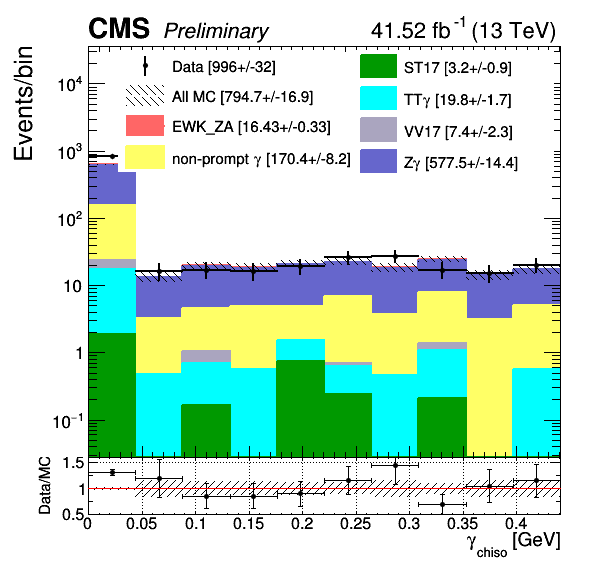 CMS Preliminary 41.52 fb⁻¹ (13 TeV)
Events/bin
Data [996+/-32]
All MC [794.7+/-16.9]
EWK_ZA [16.43+/-0.33]
non-prompt γ [170.4+/-8.2]
ST17 [3.2+/-0.9]
TTγ [19.8+/-1.7]
VV17 [7.4+/-2.3]
Zγ [577.5+/-14.4]
10⁴
10³
10²
10
1
10⁻¹
Data/MC
1.5
1
0.5
0 0.05 0.1 0.15 0.2 0.25 0.3 0.35 0.4
γchiso [GeV]